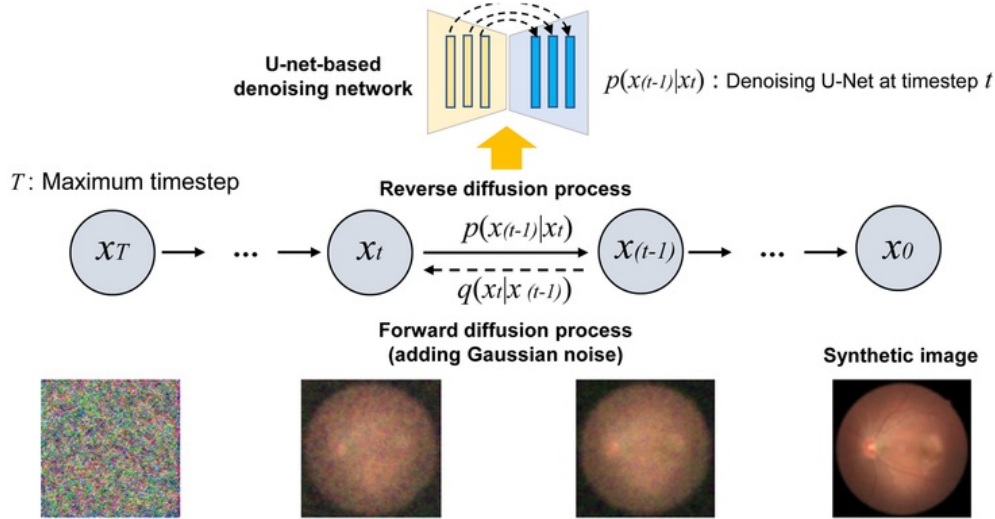 U-net-based
denoising network
p(x(t-1)|xt) : Denoising U-Net at timestep t
T : Maximum timestep
Reverse diffusion process
xT
...
xt
p(x(t-1)|xt)
q(xt|x (t-1))
x(t-1)
...
x0
Forward diffusion process
(adding Gaussian noise)
Synthetic image